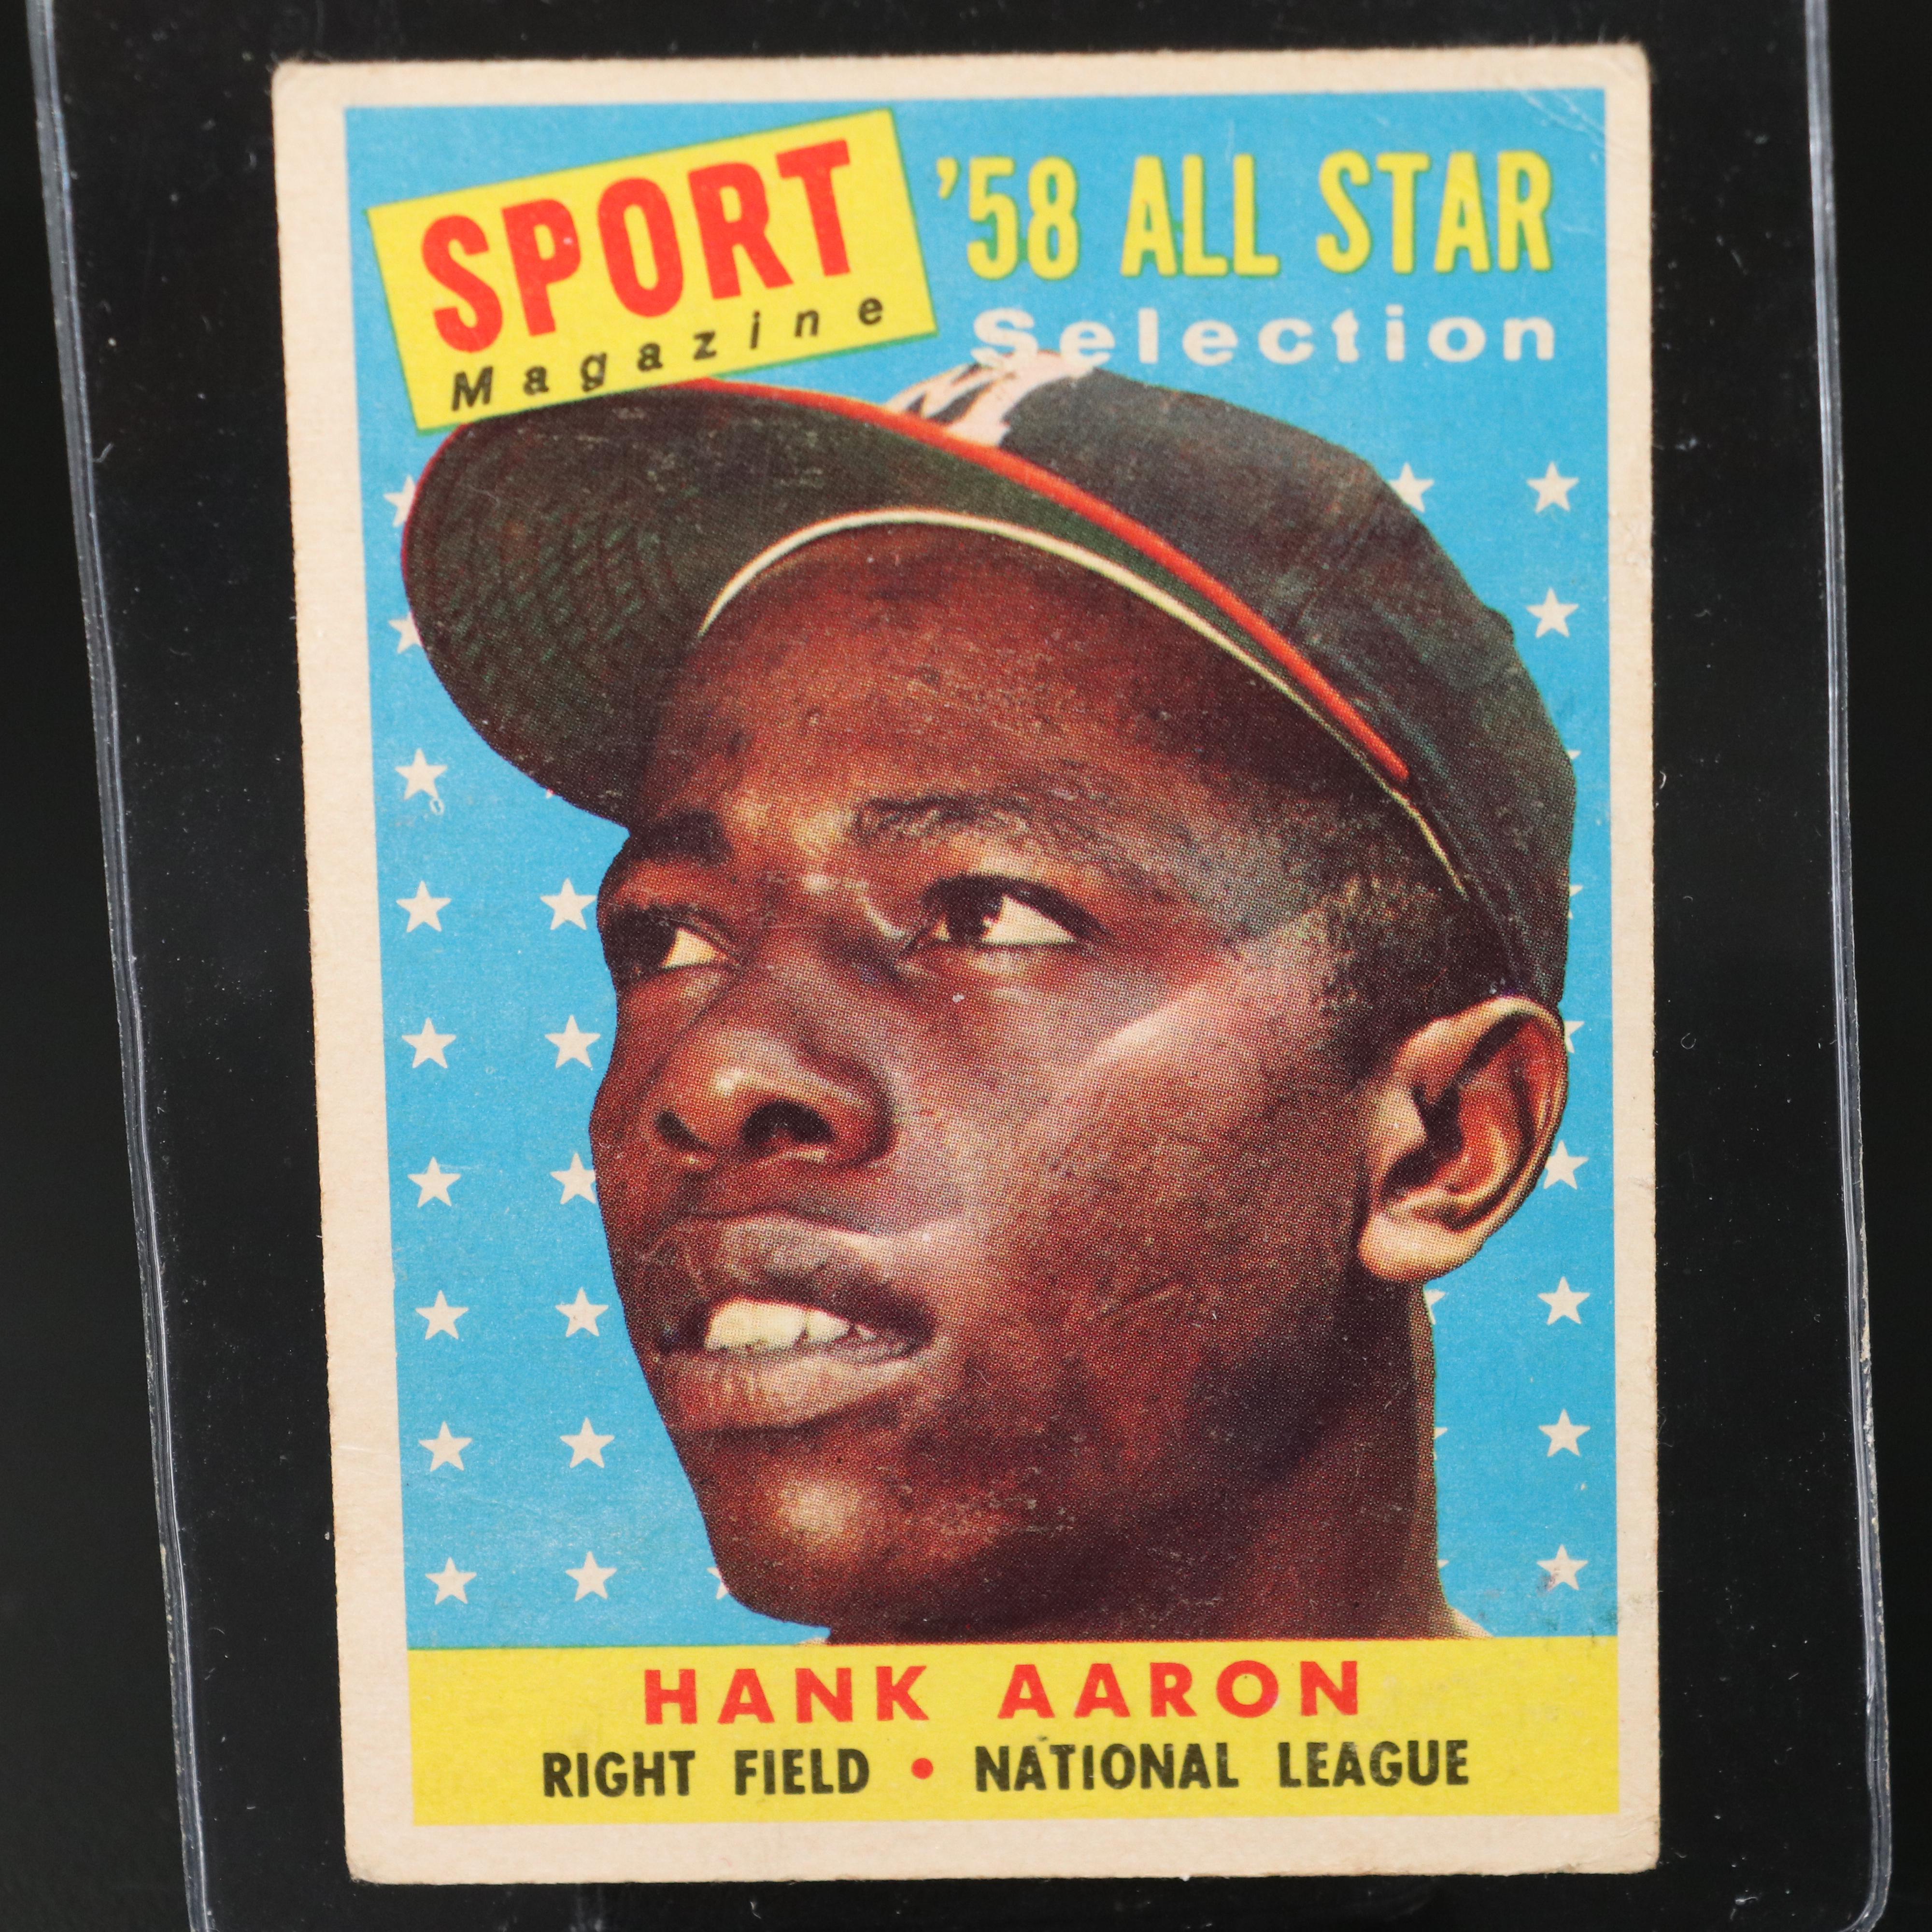 SPORT
Magazine
'58 ALL STAR
Selection
HANK AARON
RIGHT FIELD • NATIONAL LEAGUE